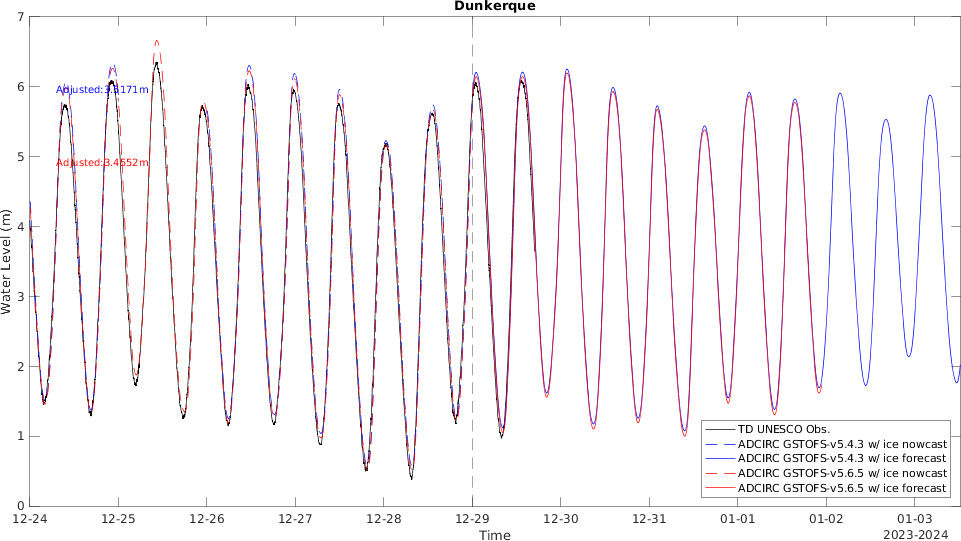 Dunkerque
7
6
5
4
3
2
1
0
Water Level (m)
Adjusted:3.5171m
Adjusted:3.4552m
TD UNESCO Obs.
ADCIRC GSTOFS-v5.4.3 w/ ice nowcast
ADCIRC GSTOFS-v5.4.3 w/ ice forecast
ADCIRC GSTOFS-v5.6.5 w/ ice nowcast
ADCIRC GSTOFS-v5.6.5 w/ ice forecast
12-24 12-25 12-26 12-27 12-28 12-29 12-30 12-31 01-01 01-02 01-03
Time
2023-2024